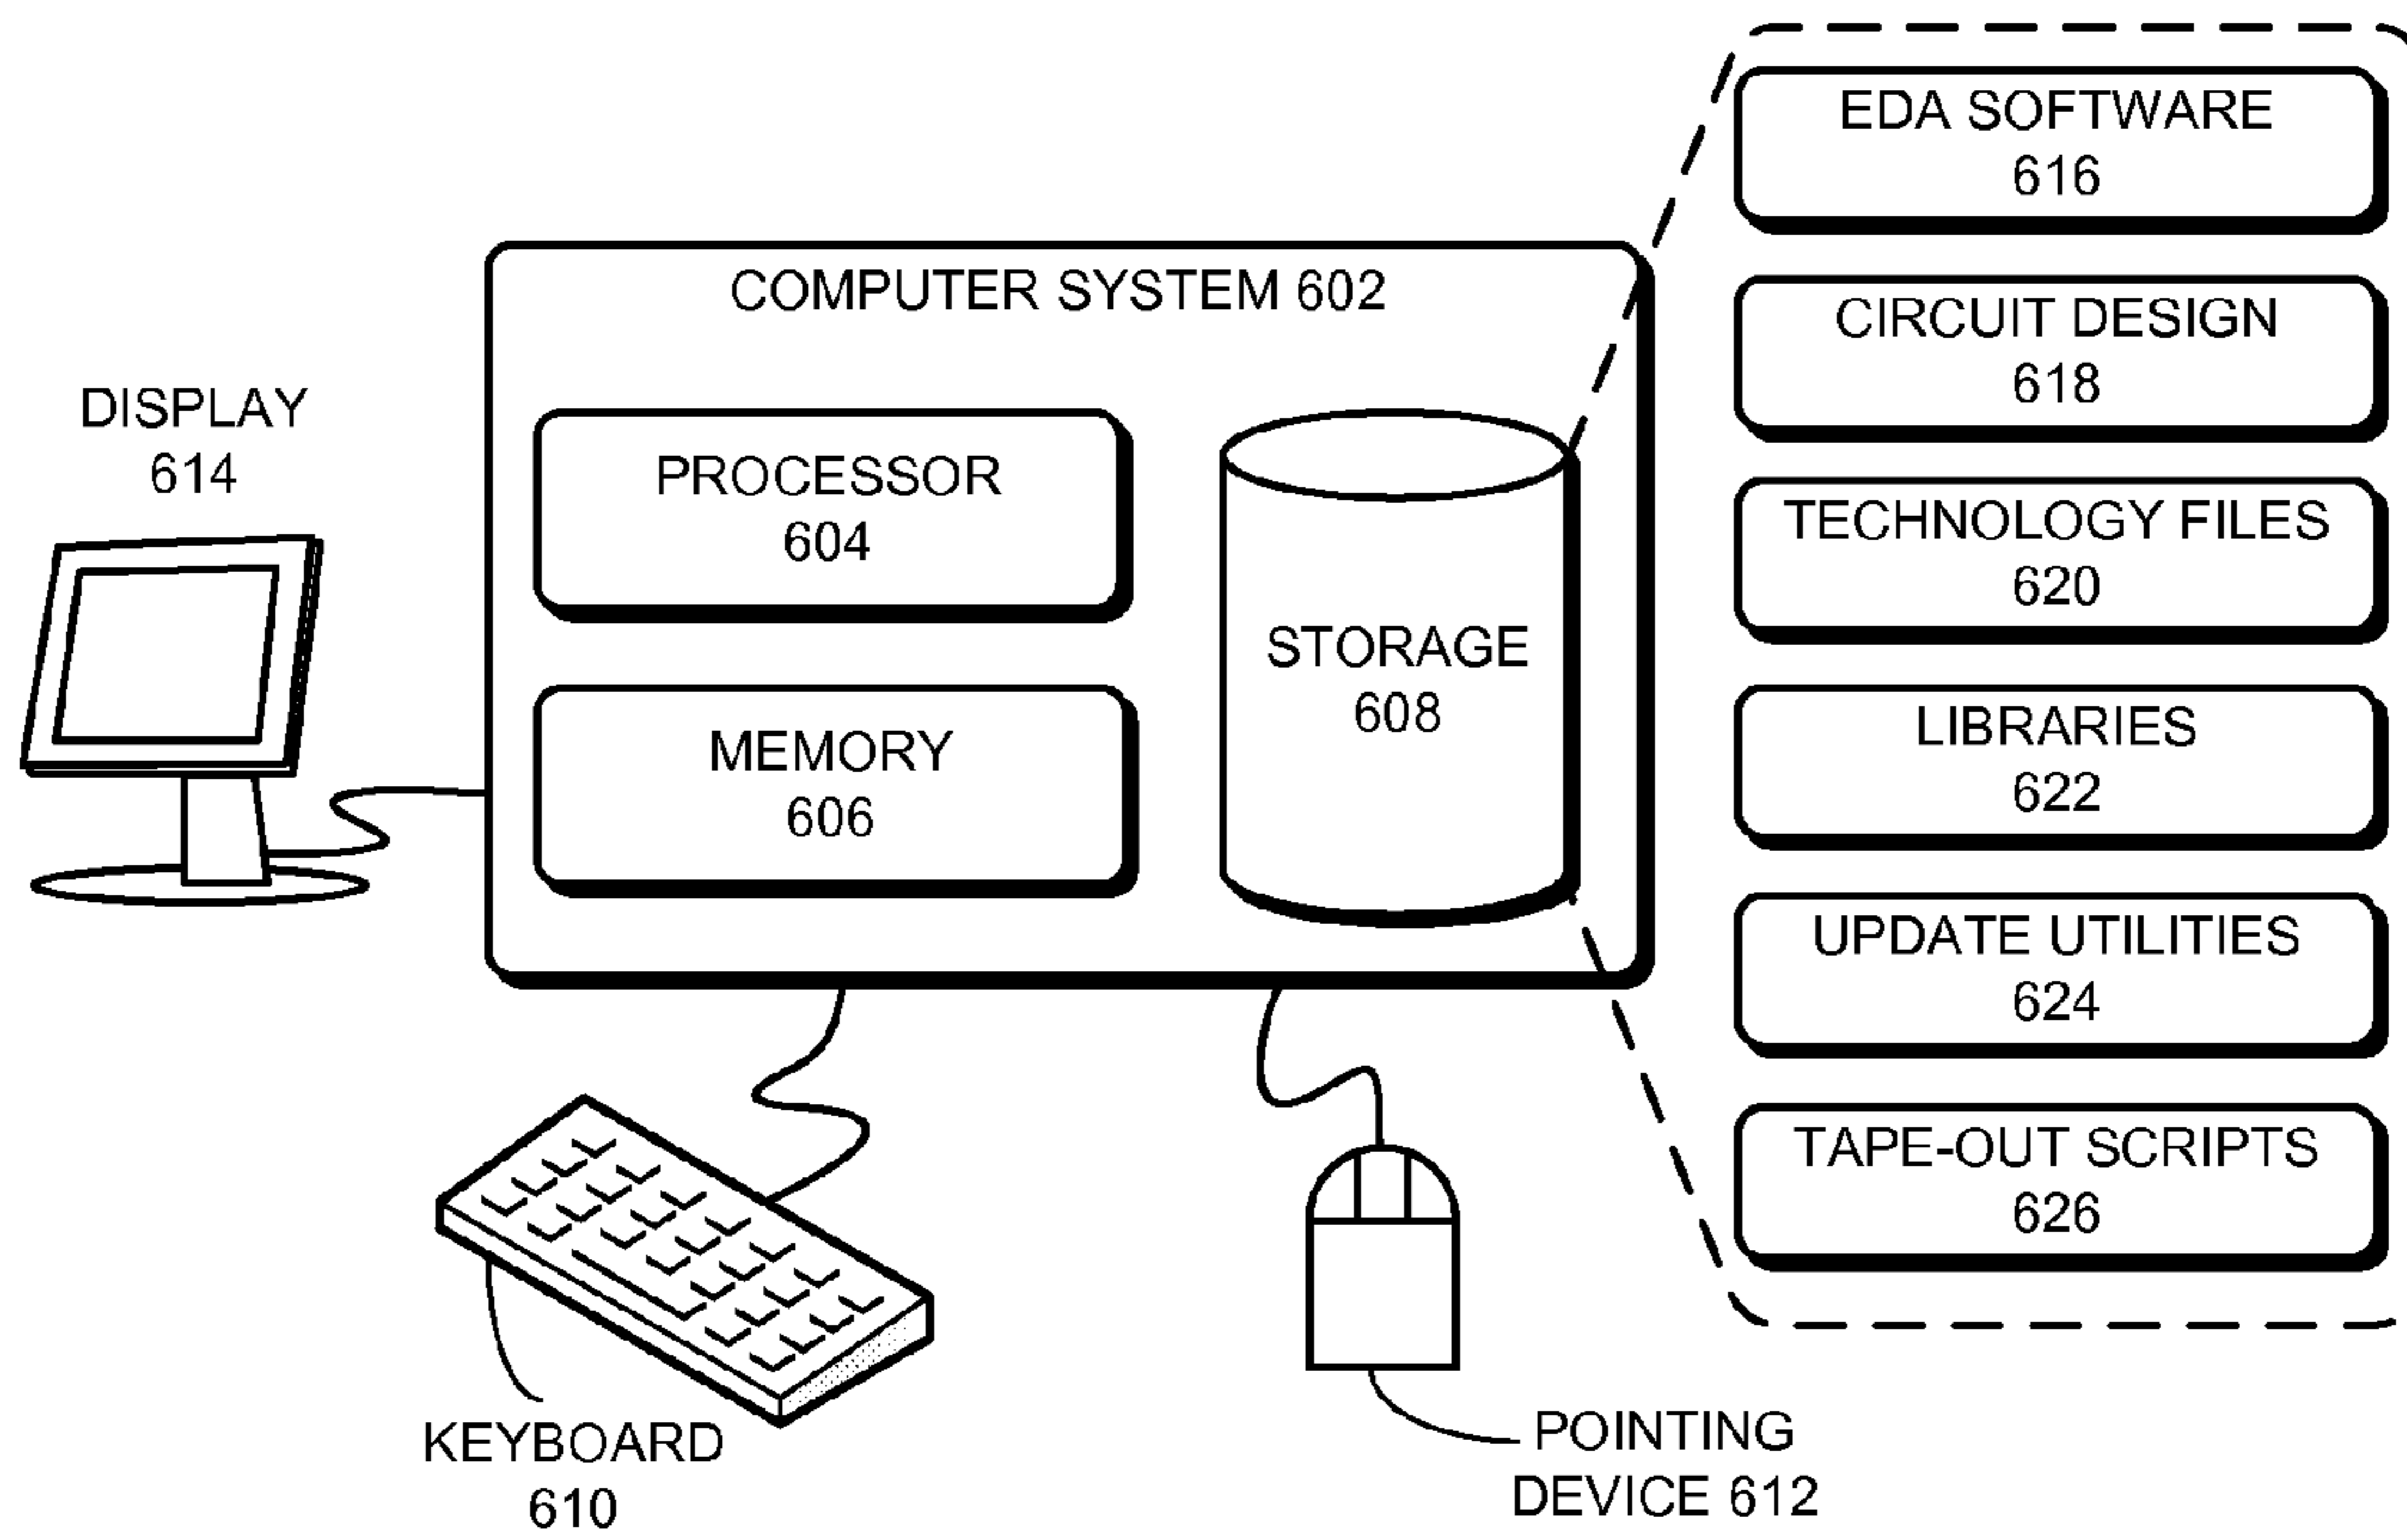 EDA SOFTWARE
616
COMPUTER SYSTEM 602
CIRCUIT DESIGN
618
DISPLAY
614
PROCESSOR
604
TECHNOLOGY FILES
620
STORAGE
608
MEMORY
606
LIBRARIES
622
UPDATE UTILITIES
624
TAPE-OUT SCRIPTS
626
KEYBOARD
610
POINTING
DEVICE 612